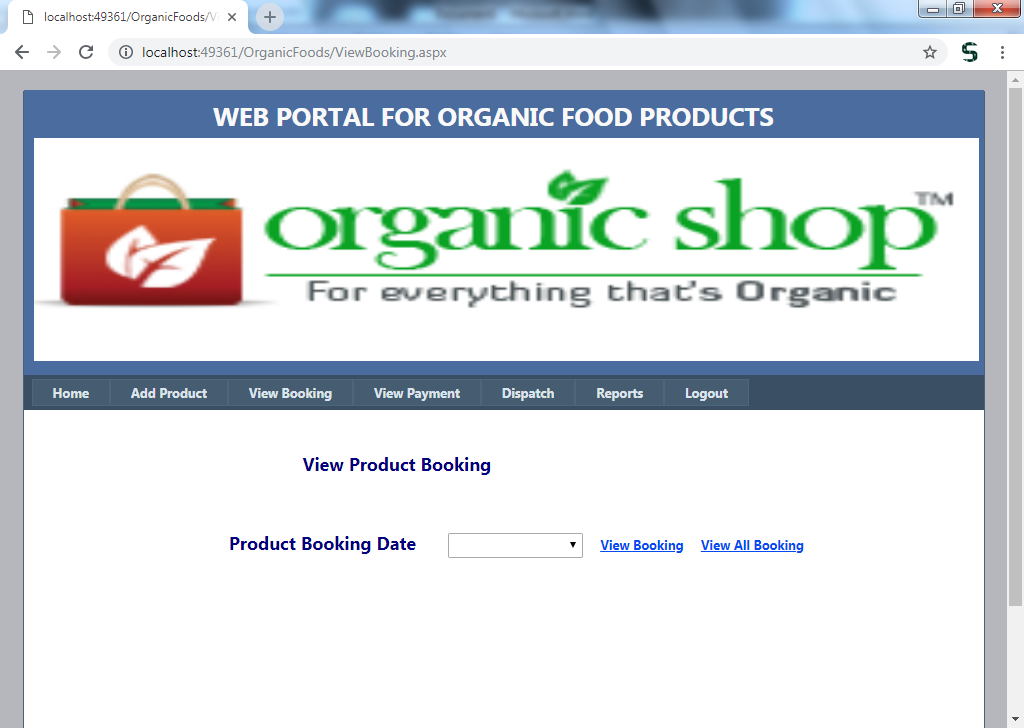 localhost:49361/OrganicFoods/Vi
localhost:49361/OrganicFoods/ViewBooking.aspx
WEB PORTAL FOR ORGANIC FOOD PRODUCTS
organic shop™
For everything that's Organic
Home Add Product View Booking View Payment Dispatch Reports Logout
View Product Booking
Product Booking Date View Booking View All Booking